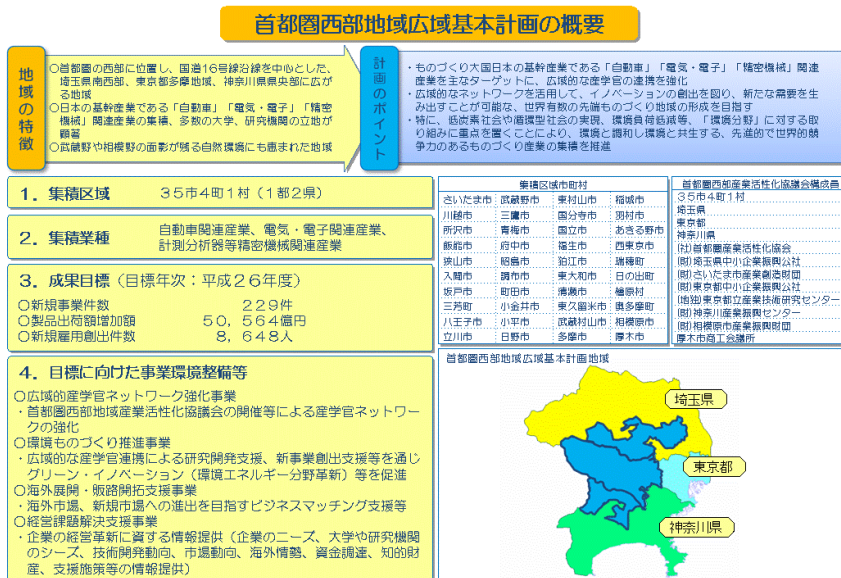 首都圏西部地域広域基本計画の概要
地域の特徴
○首都圏の西部に位置し、国道16号線沿線を中心とした、
埼玉県南西部、東京都多摩地域、神奈川県県央部に広が
る地域
○日本の基幹産業である「自動車」「電気・電子」「精密
機械」関連産業の集積、多数の大学、研究機関の立地が
顕著
○武蔵野や相模野の面影が残る自然環境にも恵まれた地域
計画のポイント
・ものづくり大国日本の基幹産業である「自動車」「電気・電子」「精密機械」関連
産業を主なターゲットに、広域的な産学官の連携を強化
・広域的なネットワークを活用して、イノベーションの創出を図り、新たな需要を生
み出すことが可能な、世界有数の先端ものづくり地域の形成を目指す
・特に、低炭素社会や循環型社会の実現、環境負荷低減等、「環境分野」に対する取
り組みに重点を置くことにより、環境と調和し環境と共生する、先進的で世界的競
争力のあるものづくり産業の集積を推進
1．集積区域 35市4町1村（1都2県）
2．集積業種 自動車関連産業、電気・電子関連産業、
計測分析器等精密機械関連産業
3．成果目標（目標年次：平成26年度）
○新規事業件数 229件
○製品出荷額増加額 50，564億円
○新規雇用創出件数 8，648人
4．目標に向けた事業環境整備等
○広域的産学官ネットワーク強化事業
・首都圏西部地域産業活性化協議会の開催等による産学官ネットワー
クの強化
○環境ものづくり推進事業
・広域的な産学官連携による研究開発支援、新事業創出支援等を通じ
グリーン・イノベーション（環境エネルギー分野革新）等を促進
○海外展開・販路開拓支援事業
・海外市場、新規市場への進出を目指すビジネスマッチング支援等
○経営課題解決支援事業
・企業の経営革新に資する情報提供（企業のニーズ、大学や研究機関
のシーズ、技術開発動向、市場動向、海外情勢、資金調達、知的財
産、支援施策等の情報提供）
集積区域市町村
さいたま市 武蔵野市 東村山市 稲城市
川越市 三鷹市 国分寺市 羽村市
所沢市 青梅市 国立市 あきる野市
飯能市 府中市 福生市 西東京市
狭山市 昭島市 狛江市 瑞穂町
入間市 調布市 東大和市 日の出町
坂戸市 町田市 清瀬市 檜原村
三芳町 小金井市 東久留米市 奥多摩町
八王子市 小平市 武蔵村山市 相模原市
立川市 日野市 多摩市 厚木市
首都圏西部産業活性化協議会構成員
35市4町1村
埼玉県
東京都
神奈川県
(社)首都圏産業活性化協会
(財)埼玉県中小企業振興公社
(財)さいたま市産業創造財団
(財)東京都中小企業振興公社
(地独)東京都立産業技術研究センター
(財)神奈川産業振興センター
(財)相模原市産業振興財団
厚木市商工会議所
首都圏西部地域広域基本計画地域
埼玉県
東京都
神奈川県